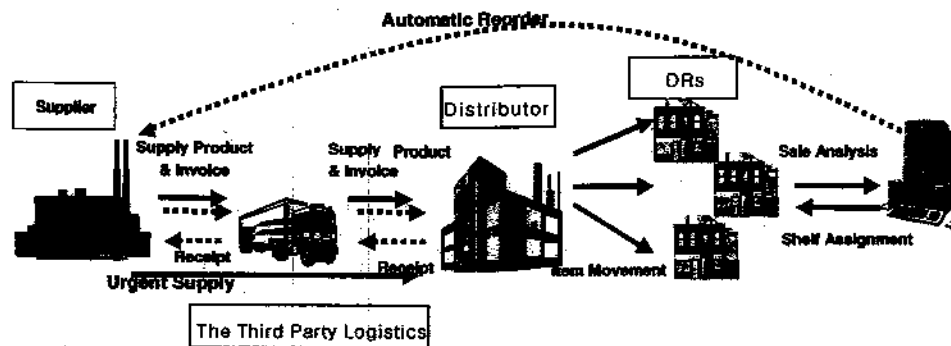 Automatic Reorder
DRs
Supplier
Distributor
Supply Product
& Invoice
Supply Product
& Invoice
Sale Analysis
Receipt
Receipt
Shelf Assignment
Item Movement
Urgent Supply
The Third Party Logistics